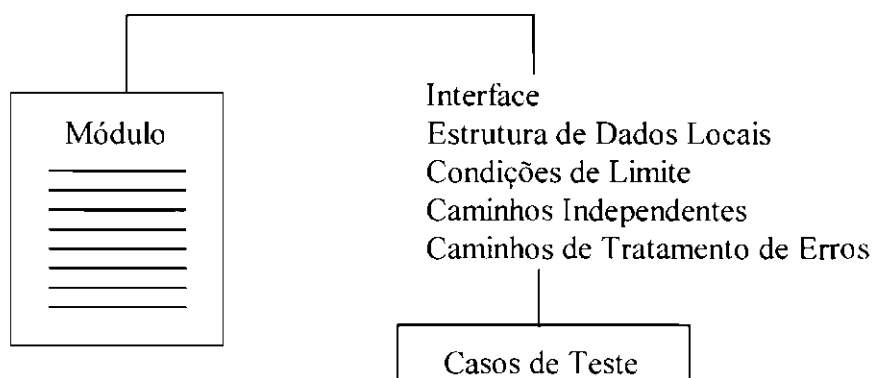 Módulo
Interface
Estrutura de Dados Locais
Condições de Limite
Caminhos Independentes
Caminhos de Tratamento de Erros
Casos de Teste